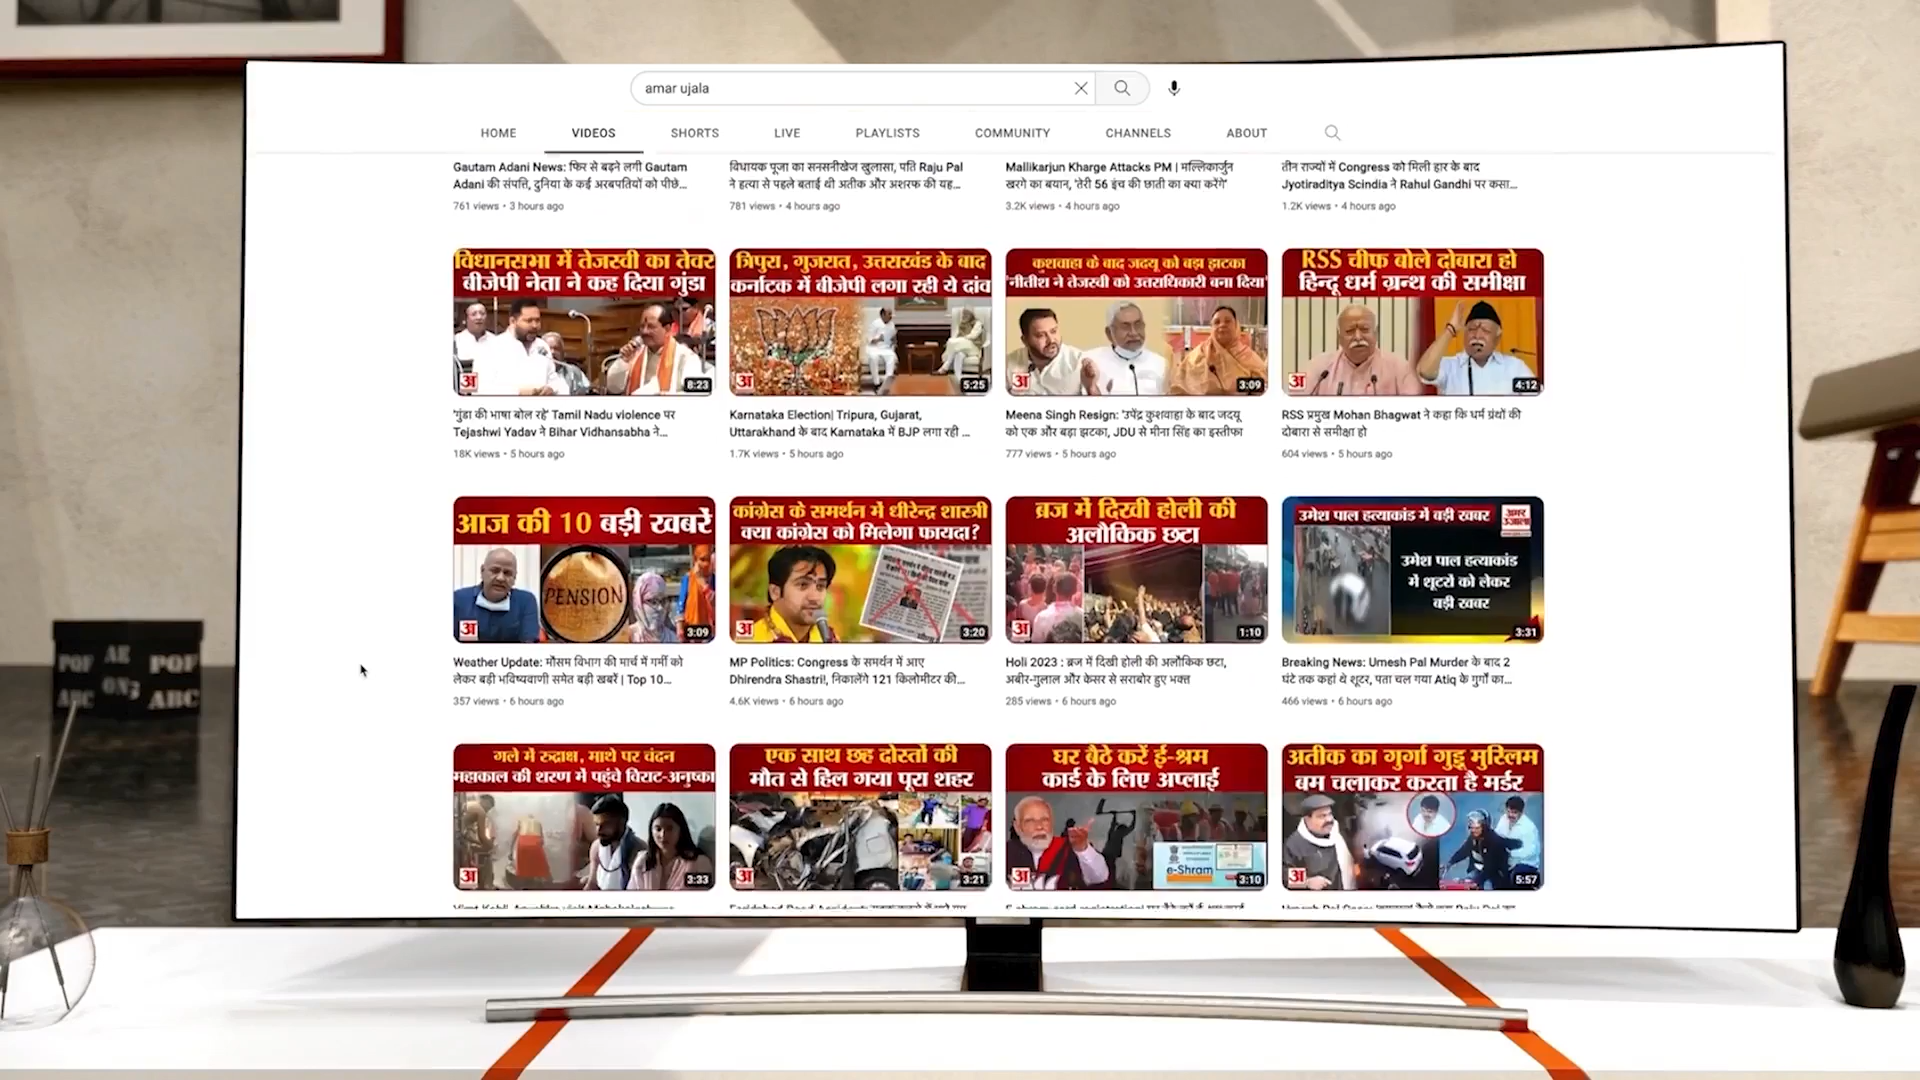 amar ujala
HOME VIDEOS SHORTS LIVE PLAYLISTS COMMUNITY CHANNELS ABOUT
Gautam Adani News: फिर से बढ़ने लगी Gautam
Adani की संपत्ति, दुनिया के कई अरबपतियों को पीछे...
761 views • 3 hours ago
विधायक पूजा का सनसनीखेज खुलासा, पति Raju Pal
ने हत्या से पहले बताई थी अतीक और अशरफ की यह...
781 views • 4 hours ago
Mallikarjun Kharge Attacks PM | मल्लिकार्जुन
खरगे का बयान, 'तेरी 56 इंच की छाती का क्या करेंगे'
3.2K views • 4 hours ago
तीन राज्यों में Congress को मिली हार के बाद
Jyotiraditya Scindia ने Rahul Gandhi पर कसा...
1.2K views • 4 hours ago
विधानसभा में तेजस्वी का तेवर
बीजेपी नेता ने कह दिया गुंडा
अ
8:23
'गुंडा की भाषा बोल रहे' Tamil Nadu violence पर
Tejashwi Yadav ने Bihar Vidhansabha ने...
18K views • 5 hours ago
त्रिपुरा, गुजरात, उत्तराखंड के बाद
कर्नाटक में बीजेपी लगा रही ये दांव
अ
5:25
Karnataka Election| Tripura, Gujarat,
Uttarakhand के बाद Karnataka में BJP लगा रही ...
1.7K views • 5 hours ago
कुशवाहा के बाद जदयू को बड़ा झटका
'नीतीश ने तेजस्वी को उत्तराधिकारी बना दिया'
अ
3:09
Meena Singh Resign: 'उपेंद्र कुशवाहा के बाद जदयू
को एक और बड़ा झटका, JDU से मीना सिंह का इस्तीफा
777 views • 5 hours ago
RSS चीफ बोले दोबारा हो
हिन्दू धर्म ग्रन्थ की समीक्षा
अ
4:12
RSS प्रमुख Mohan Bhagwat ने कहा कि धर्म ग्रंथों की
दोबारा से समीक्षा हो
604 views • 5 hours ago
आज की 10 बड़ी खबरें
PENSION
अ
3:09
Weather Update: मौसम विभाग की मार्च में गर्मी को
लेकर बड़ी भविष्यवाणी समेत बड़ी खबरें | Top 10...
357 views • 6 hours ago
कांग्रेस के समर्थन में धीरेन्द्र शास्त्री
क्या कांग्रेस को मिलेगा फायदा?
अ
3:20
MP Politics: Congress के समर्थन में आए
Dhirendra Shastri!, निकालेंगे 121 किलोमीटर की...
4.6K views • 6 hours ago
ब्रज में दिखी होली की
अलौकिक छटा
अ
1:10
Holi 2023 : ब्रज में दिखी होली की अलौकिक छटा,
अबीर-गुलाल और केसर से सराबोर हुए भक्त
285 views • 6 hours ago
उमेश पाल हत्याकांड में बड़ी खबर
अमर उजाला
उमेश पाल हत्याकांड
में शूटरों को लेकर
बड़ी खबर
3:31
Breaking News: Umesh Pal Murder के बाद 2
घंटे तक कहां थे शूटर, पता चल गया Atiq के गुर्गों का...
466 views • 6 hours ago
गले में रुद्राक्ष, माथे पर चंदन
महाकाल की शरण में पहुंचे विराट-अनुष्का
अ
3:33
एक साथ छह दोस्तों की
मौत से हिल गया पूरा शहर
अ
3:21
घर बैठे करें ई-श्रम
कार्ड के लिए अप्लाई
e-Shram
अ
3:10
अतीक का गुर्गा गुड्डू मुस्लिम
बम चलाकर करता है मर्डर
अ
5:57